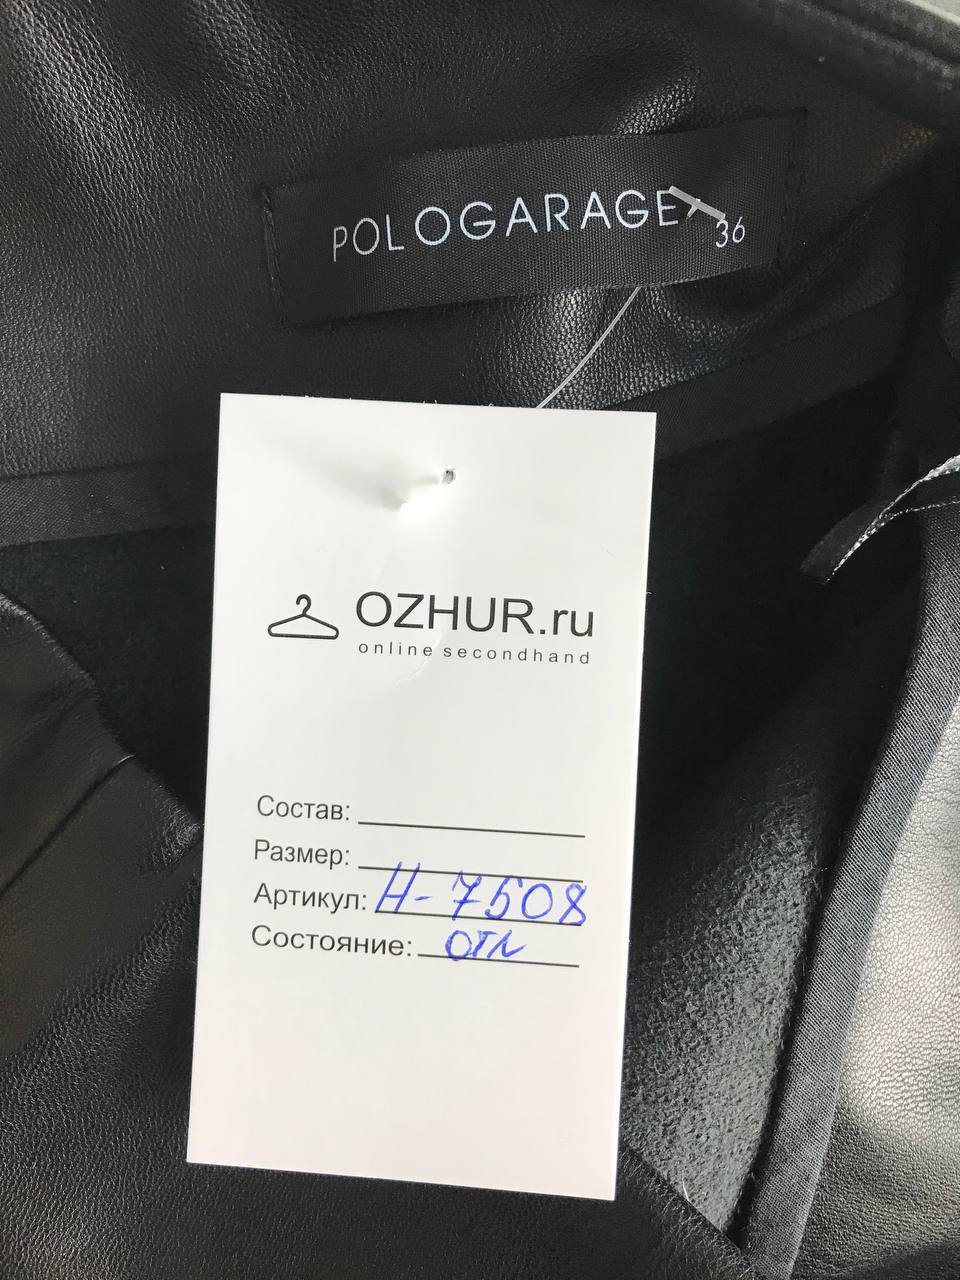 POLOGARAGE
36
OZHUR.ru
online secondhand
Состав:
Размер:
Артикул: Н-7508
Состояние: отл